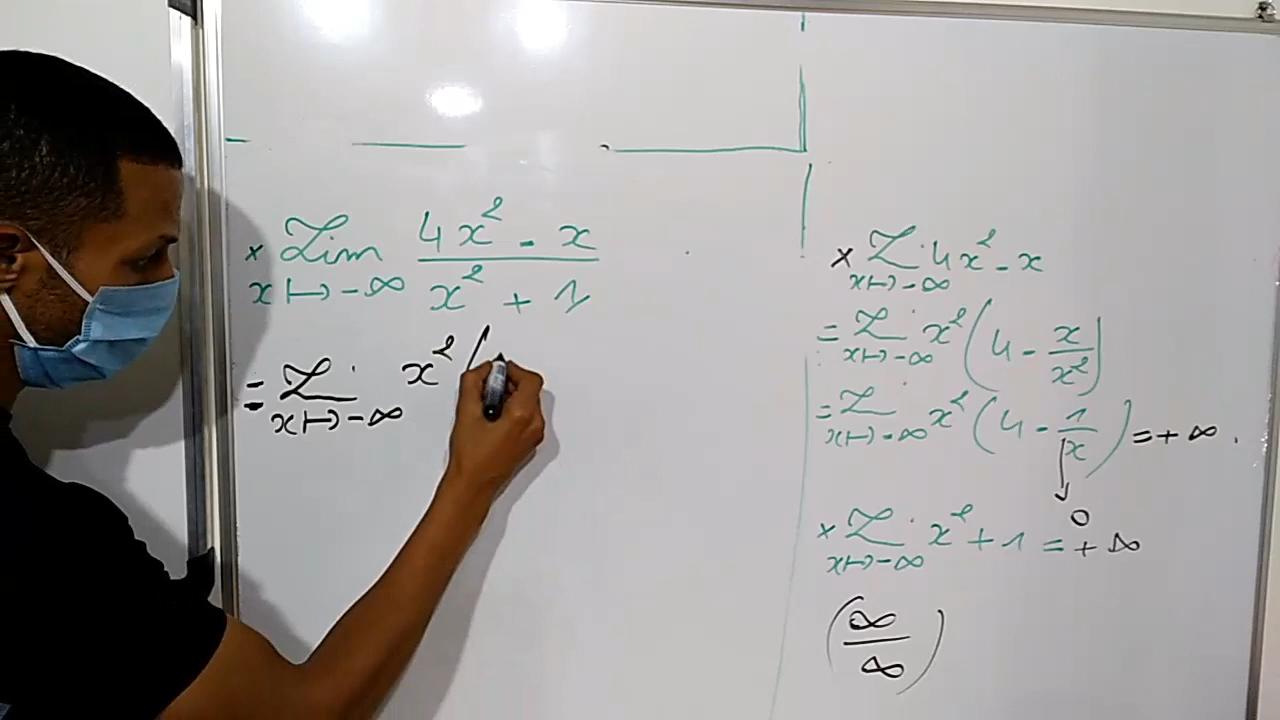 × Lim (4x² - x)/(x² + 1)
x↦-∞
= L x² (
x↦-∞
× L 4x² - x
x↦-∞
= L x² (4 - x/x²)
x↦-∞
= L x² (4 - 1/x) = +∞.
x↦-∞
↓
0
× L x² + 1 = +∞
x↦-∞
(∞/∞)